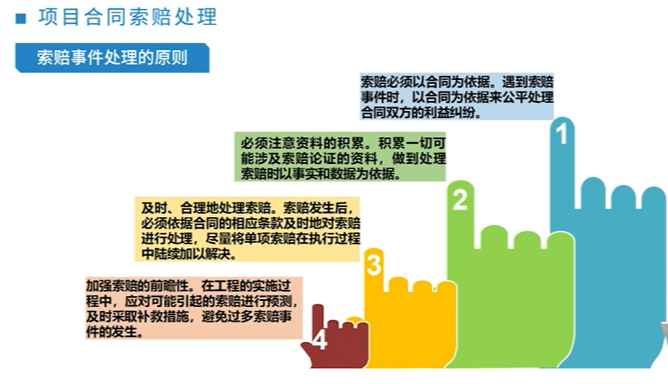 项目合同索赔处理
索赔事件处理的原则
索赔必须以合同为依据。遇到索赔
事件时，以合同为依据来公平处理
合同双方的利益纠纷。
1
必须注意资料的积累。积累一切可
能涉及索赔论证的资料，做到处理
索赔时以事实和数据为依据。
2
及时、合理地处理索赔。索赔发生后，
必须依据合同的相应条款及时地对索赔
进行处理，尽量将单项索赔在执行过程
中陆续加以解决。
3
加强索赔的前瞻性。在工程的实施过
程中，应对可能引起的索赔进行预测，
及时采取补救措施，避免过多索赔事
件的发生。
4